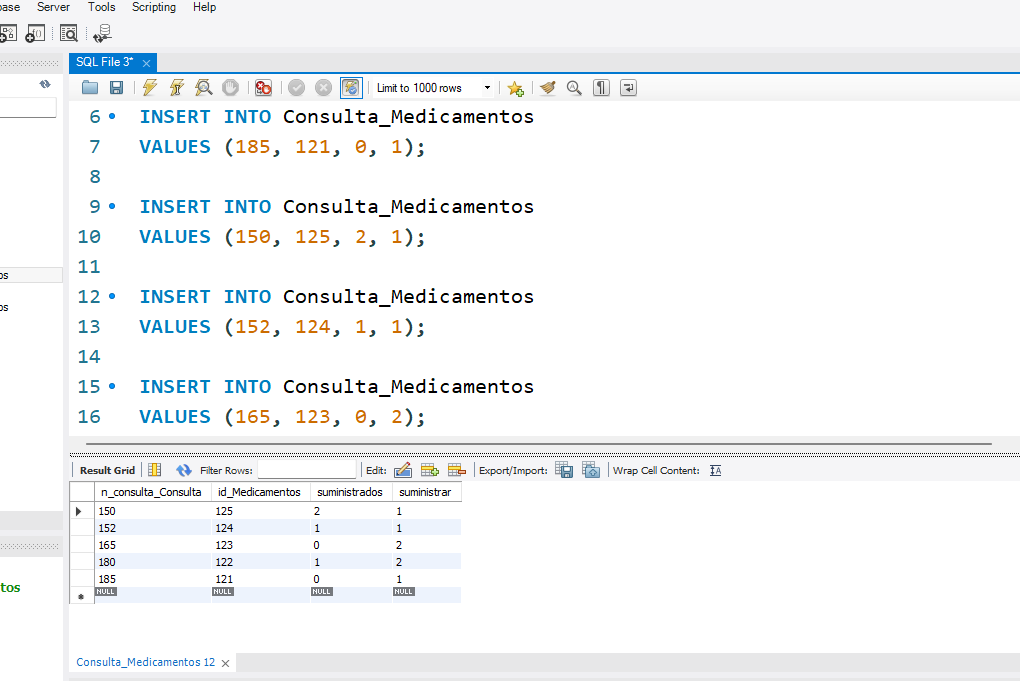 base Server Tools Scripting Help
SQL File 3*
Limit to 1000 rows
6 INSERT INTO Consulta_Medicamentos
7 VALUES (185, 121, 0, 1);
8
9 INSERT INTO Consulta_Medicamentos
10 VALUES (150, 125, 2, 1);
11
12 INSERT INTO Consulta_Medicamentos
13 VALUES (152, 124, 1, 1);
14
15 INSERT INTO Consulta_Medicamentos
16 VALUES (165, 123, 0, 2);
os
os
tos
Result Grid Filter Rows: Edit: Export/Import: Wrap Cell Content:
n_consulta_Consulta id_Medicamentos suministrados suministrar
150 125 2 1
152 124 1 1
165 123 0 2
180 122 1 2
185 121 0 1
NULL NULL NULL NULL
Consulta_Medicamentos 12